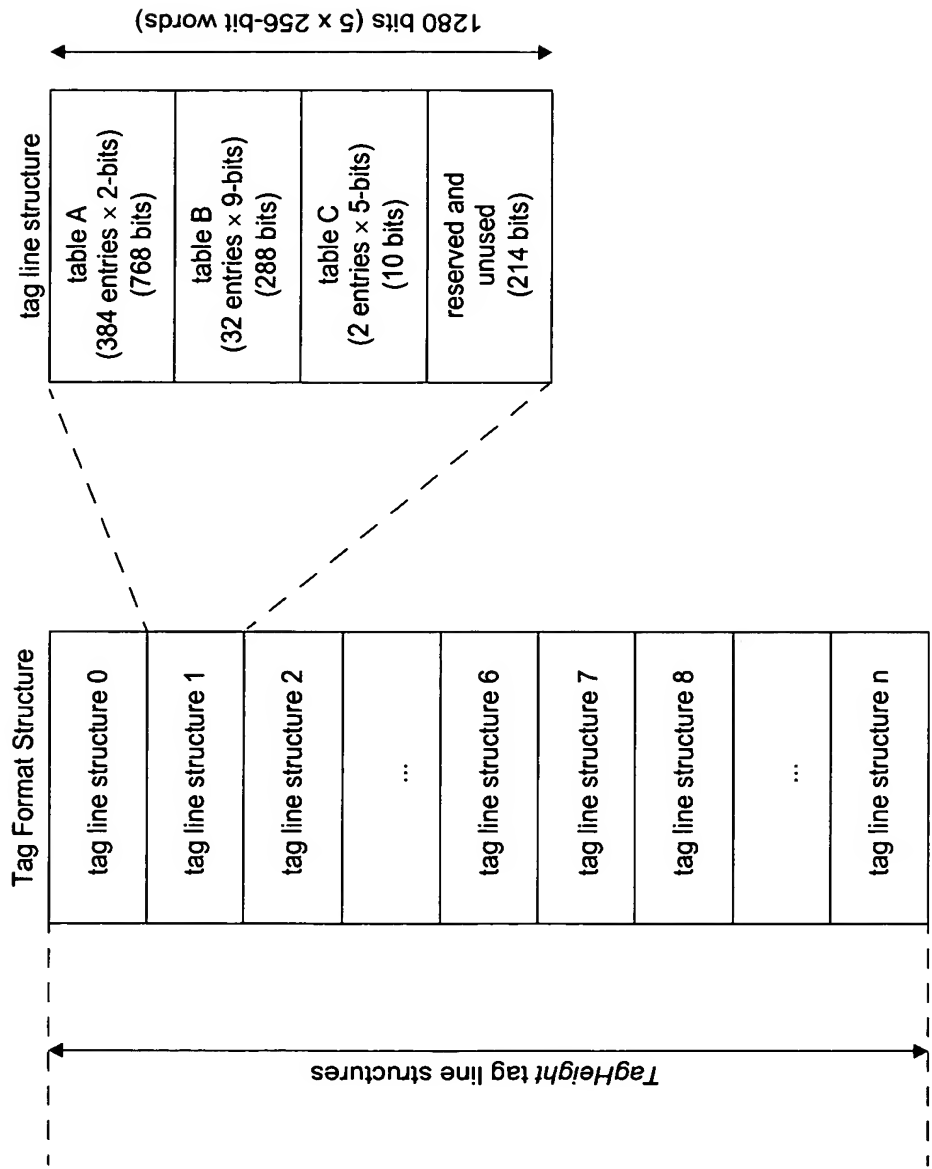 Tag Format Structure
tag line structure 0
tag line structure 1
tag line structure 2
...
tag line structure 6
tag line structure 7
tag line structure 8
...
tag line structure n
TagHeight tag line structures
tag line structure
table A
(384 entries × 2-bits)
(768 bits)
table B
(32 entries × 9-bits)
(288 bits)
table C
(2 entries × 5-bits)
(10 bits)
reserved and
unused
(214 bits)
1280 bits (5 x 256-bit words)